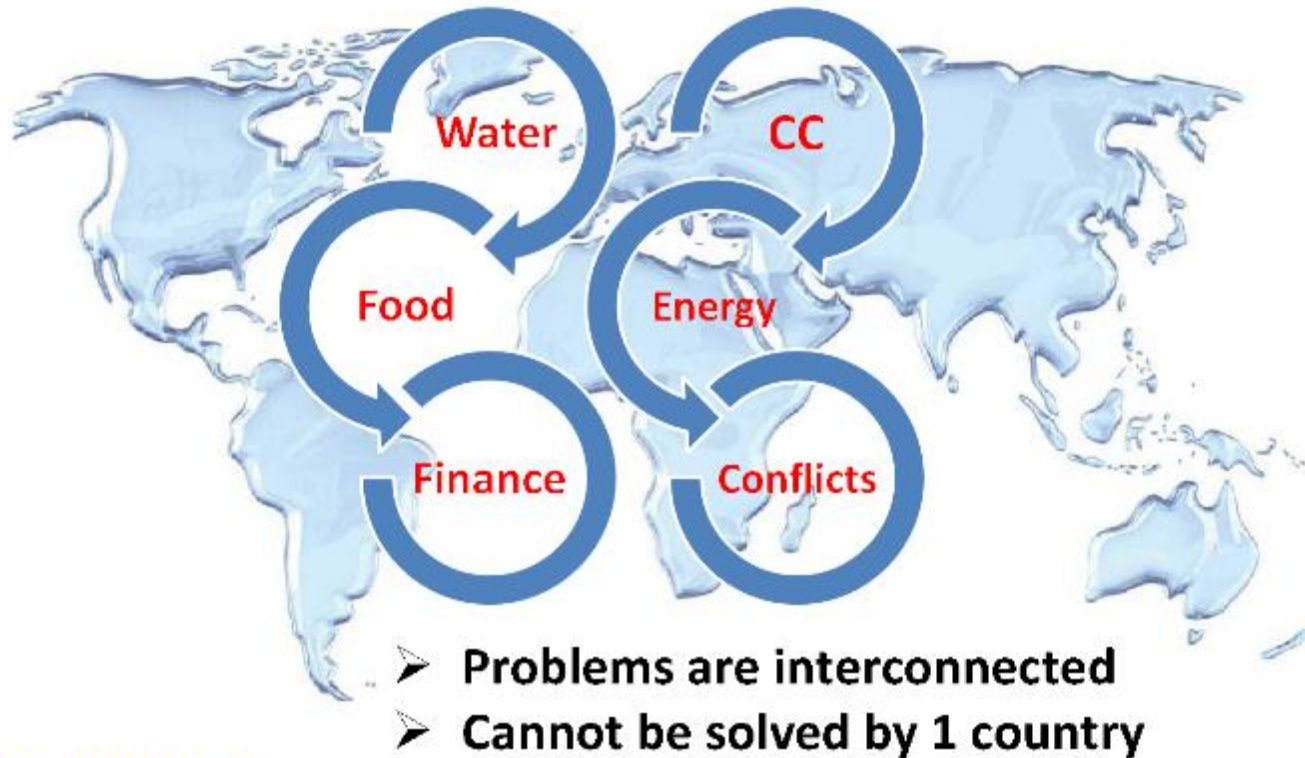 Water
CC
Food
Energy
Finance
Conflicts
➢ Problems are interconnected
➢ Cannot be solved by 1 country